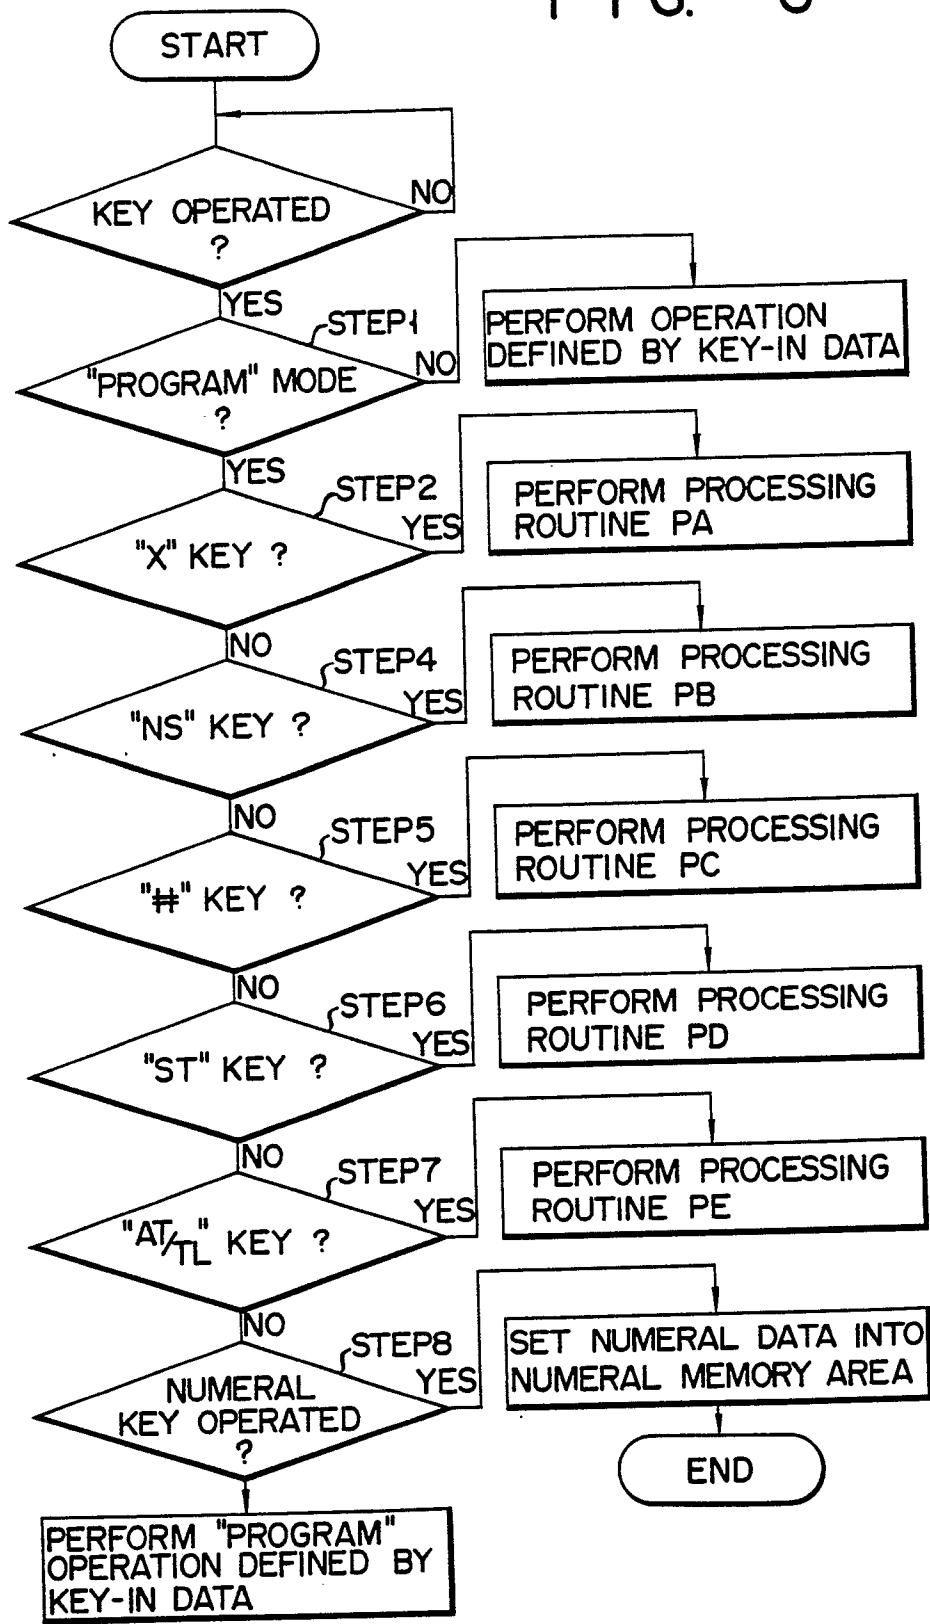 FIG.
START
KEY OPERATED
?
NO
YES
STEP1
"PROGRAM" MODE
?
NO
PERFORM OPERATION
DEFINED BY KEY-IN DATA
YES
STEP2
"X" KEY ?
YES
PERFORM PROCESSING
ROUTINE PA
NO
STEP4
"NS" KEY ?
YES
PERFORM PROCESSING
ROUTINE PB
NO
STEP5
"#" KEY ?
YES
PERFORM PROCESSING
ROUTINE PC
NO
STEP6
"ST" KEY ?
YES
PERFORM PROCESSING
ROUTINE PD
NO
STEP7
"AT/TL" KEY ?
YES
PERFORM PROCESSING
ROUTINE PE
NO
STEP8
NUMERAL
KEY OPERATED
?
YES
SET NUMERAL DATA INTO
NUMERAL MEMORY AREA
END
PERFORM "PROGRAM"
OPERATION DEFINED BY
KEY-IN DATA